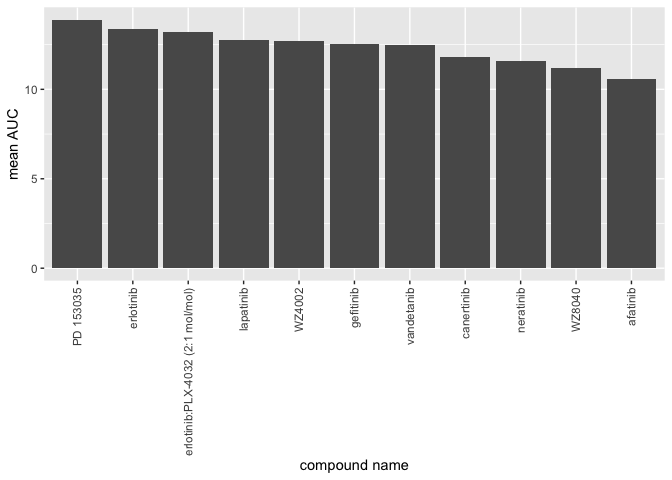 mean AUC
10
5
0
PD 153035
erlotinib
erlotinib:PLX-4032 (2:1 mol/mol)
lapatinib
WZ4002
gefitinib
vandetanib
canertinib
neratinib
WZ8040
afatinib
compound name